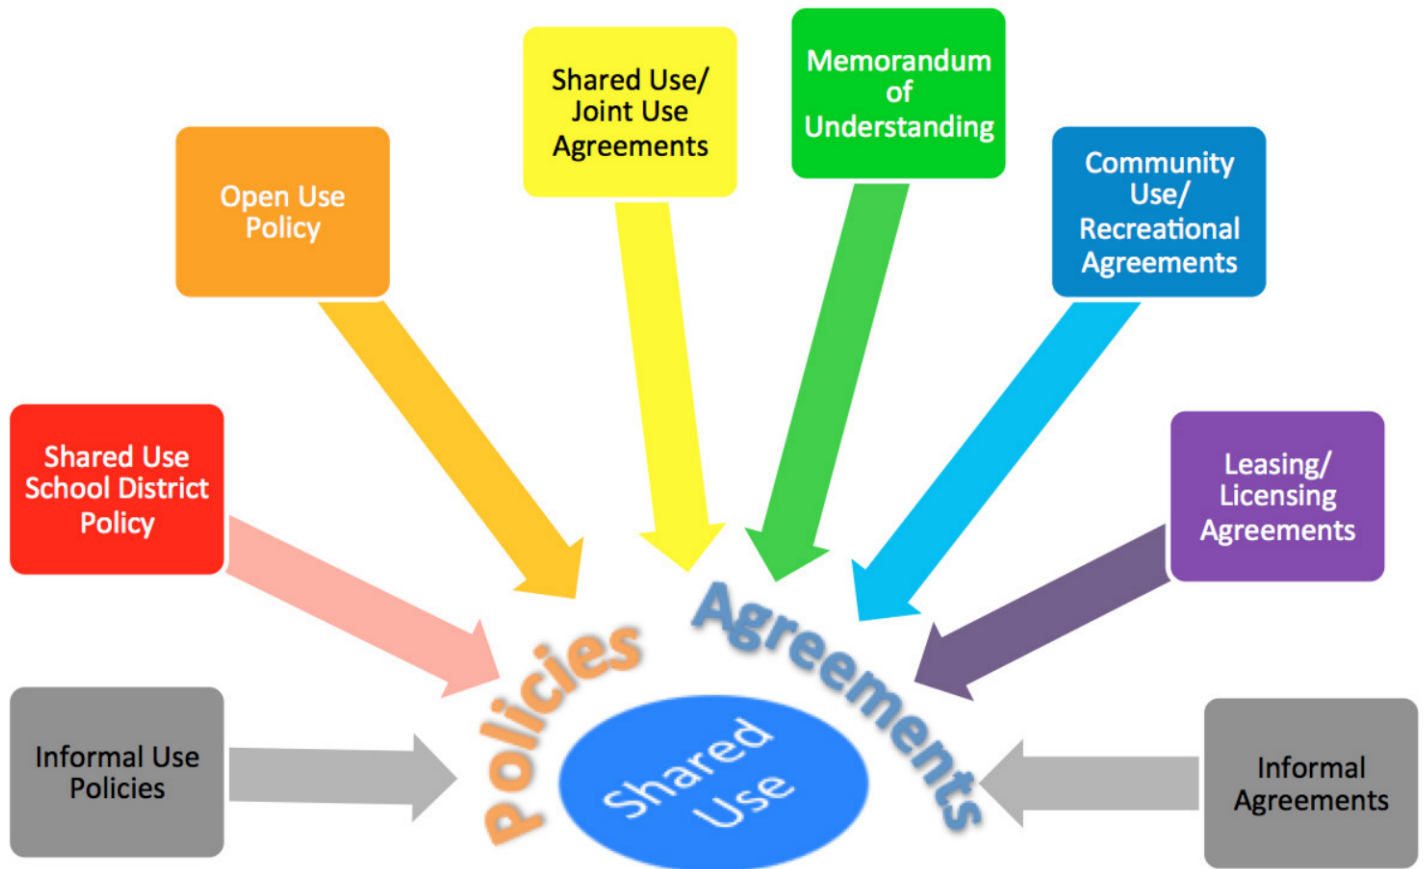 Memorandum
of
Understanding
Shared Use/
Joint Use
Agreements
Open Use
Policy
Community
Use/
Recreational
Agreements
Shared Use
School District
Policy
Leasing/
Licensing
Agreements
Informal Use
Policies
Informal
Agreements
Policies
Agreements
Shared
Use